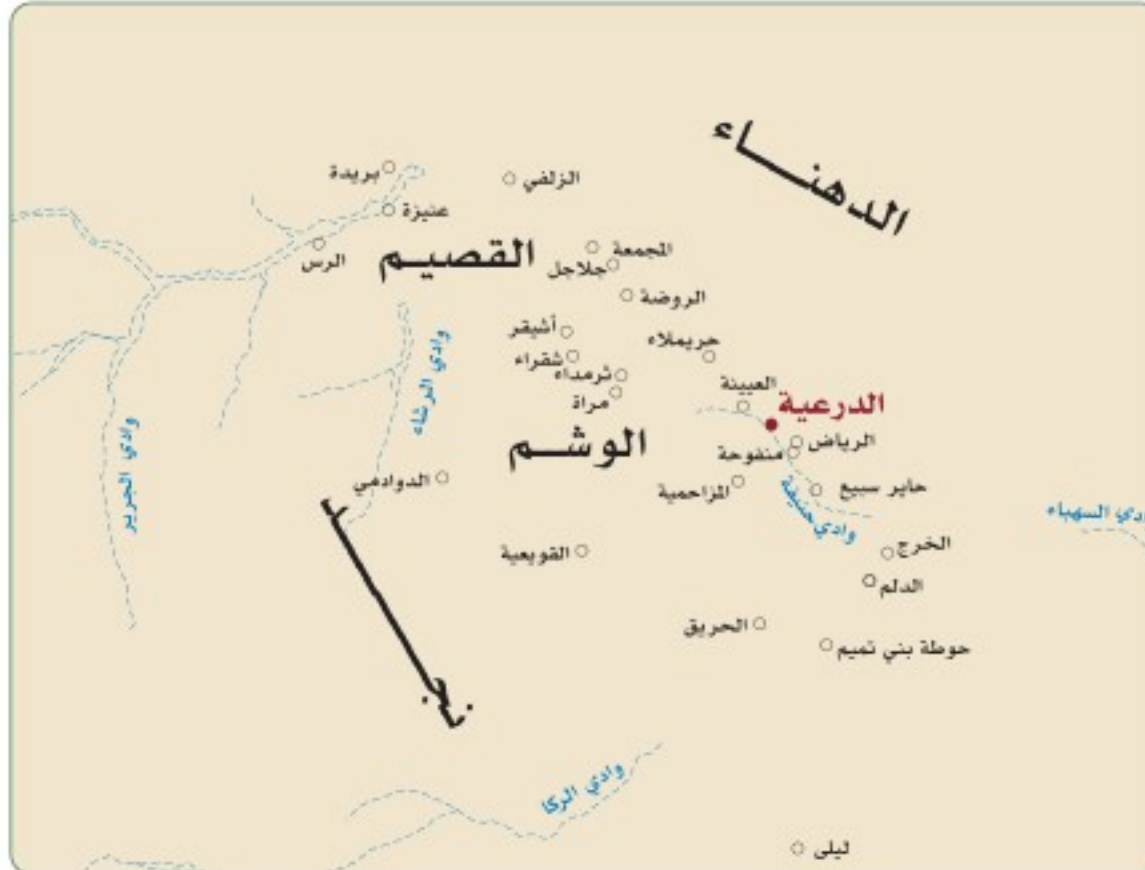 الدهناء
الزلفي
بريدة
عنيزة
الرس
القصيم
المجمعة
جلاجل
الروضة
أشيقر
شقراء
ثرمداء
مراة
حريملاء
العيينة
الدرعية
الرياض
منفوحة
الوشم
المزاحمية
حاير سبيع
وادي حنيفة
وادي الرشاء
وادي الجرير
الدوادمي
وادي السهباء
القويعية
الخرج
الدلم
الحريق
حوطة بني تميم
نجد
وادي الركا
ليلى